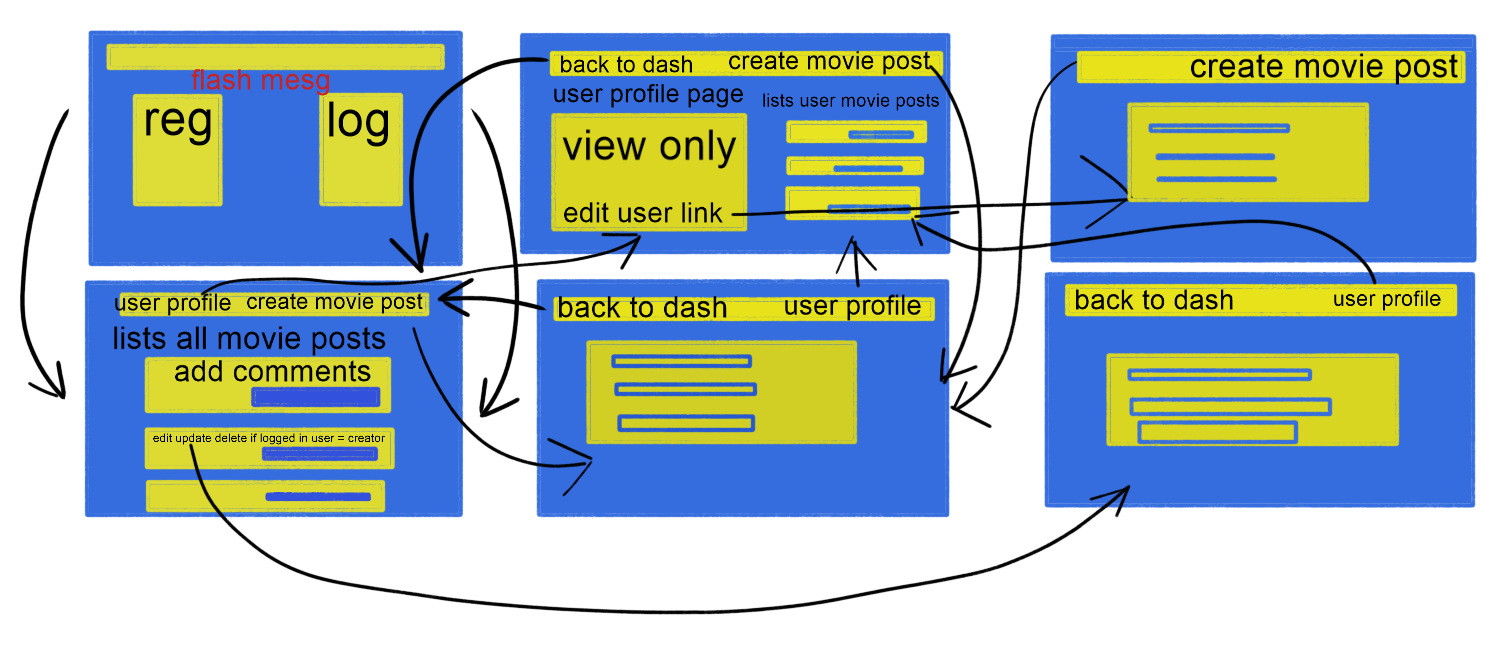 flash mesg
reg
log
back to dash
create movie post
user profile page
lists user movie posts
view only
edit user link
create movie post
user profile
create movie post
lists all movie posts
add comments
edit update delete if logged in user = creator
back to dash
user profile
back to dash
user profile